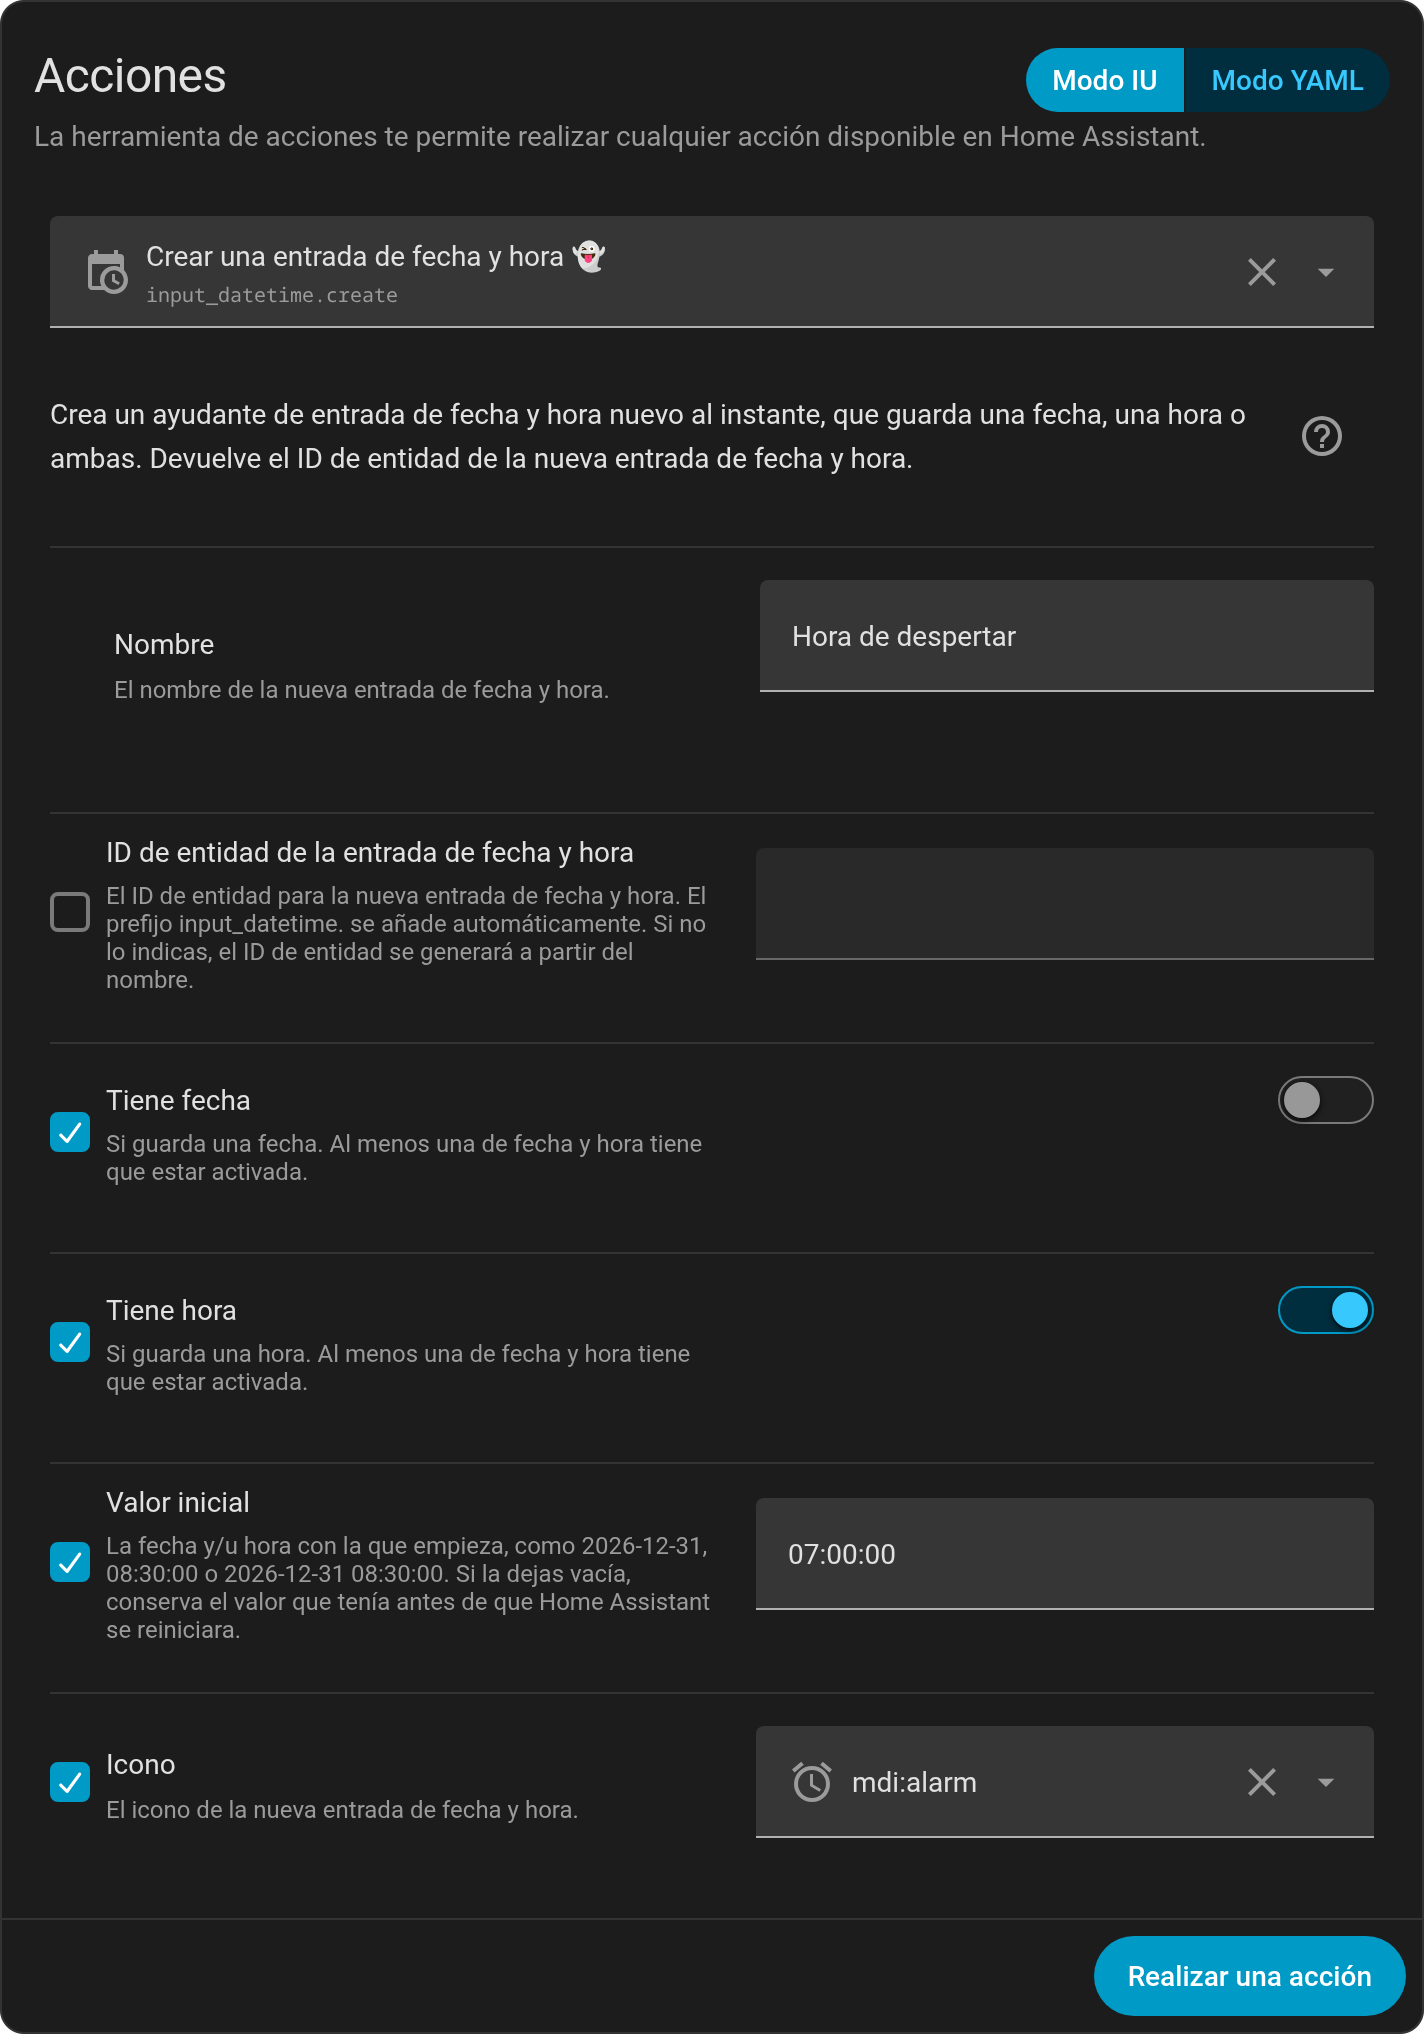 Acciones
Modo IU
Modo YAML
La herramienta de acciones te permite realizar cualquier acción disponible en Home Assistant.
Crear una entrada de fecha y hora 👻
input_datetime.create
Crea un ayudante de entrada de fecha y hora nuevo al instante, que guarda una fecha, una hora o
ambas. Devuelve el ID de entidad de la nueva entrada de fecha y hora.
Nombre
El nombre de la nueva entrada de fecha y hora.
Hora de despertar
ID de entidad de la entrada de fecha y hora
El ID de entidad para la nueva entrada de fecha y hora. El
prefijo input_datetime. se añade automáticamente. Si no
lo indicas, el ID de entidad se generará a partir del
nombre.
Tiene fecha
Si guarda una fecha. Al menos una de fecha y hora tiene
que estar activada.
Tiene hora
Si guarda una hora. Al menos una de fecha y hora tiene
que estar activada.
Valor inicial
La fecha y/u hora con la que empieza, como 2026-12-31,
08:30:00 o 2026-12-31 08:30:00. Si la dejas vacía,
conserva el valor que tenía antes de que Home Assistant
se reiniciara.
07:00:00
Icono
El icono de la nueva entrada de fecha y hora.
mdi:alarm
Realizar una acción